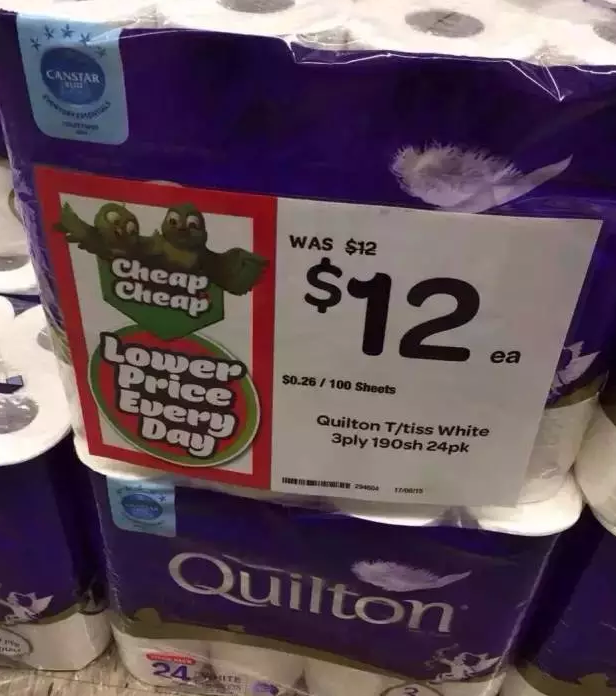 CANSTAR
BLUE
WAS $12
$12 ea
Cheap
Cheap
Lower
Price
Every
Day
$0.26 / 100 Sheets
Quilton T/tiss White
3ply 190sh 24pk
Quilton
24